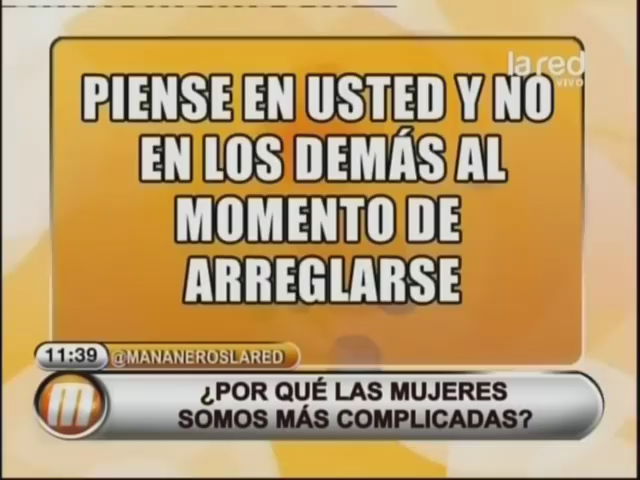 la red
VIVO
PIENSE EN USTED Y NO
EN LOS DEMÁS AL
MOMENTO DE
ARREGLARSE
11:39 @MANANEROSLARED
M
¿POR QUÉ LAS MUJERES
SOMOS MÁS COMPLICADAS?